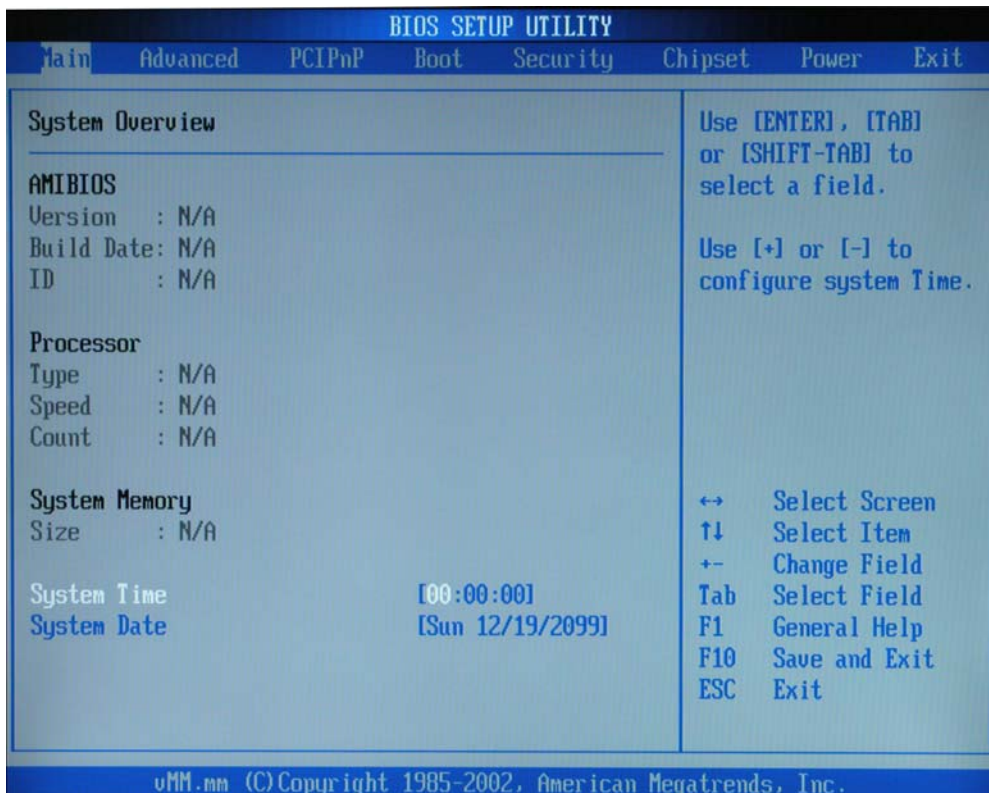 BIOS SETUP UTILITY
Main Advanced PCIPnP Boot Security Chipset Power Exit
System Overview
AMIBIOS
Version : N/A
Build Date: N/A
ID : N/A
Processor
Type : N/A
Speed : N/A
Count : N/A
System Memory
Size : N/A
System Time [00:00:00]
System Date [Sun 12/19/2099]
Use [ENTER], [TAB]
or [SHIFT-TAB] to
select a field.
Use [+] or [-] to
configure system Time.
↔ Select Screen
↑↓ Select Item
+- Change Field
Tab Select Field
F1 General Help
F10 Save and Exit
ESC Exit
vMM.mm (C)Copyright 1985-2002, American Megatrends, Inc.